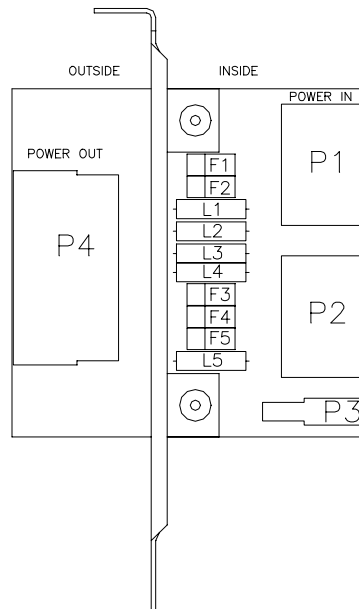 OUTSIDE INSIDE
POWER IN
POWER OUT
P1
F1
F2
L1
L2
P4
L3
L4
F3
P2
F4
F5
L5
P3